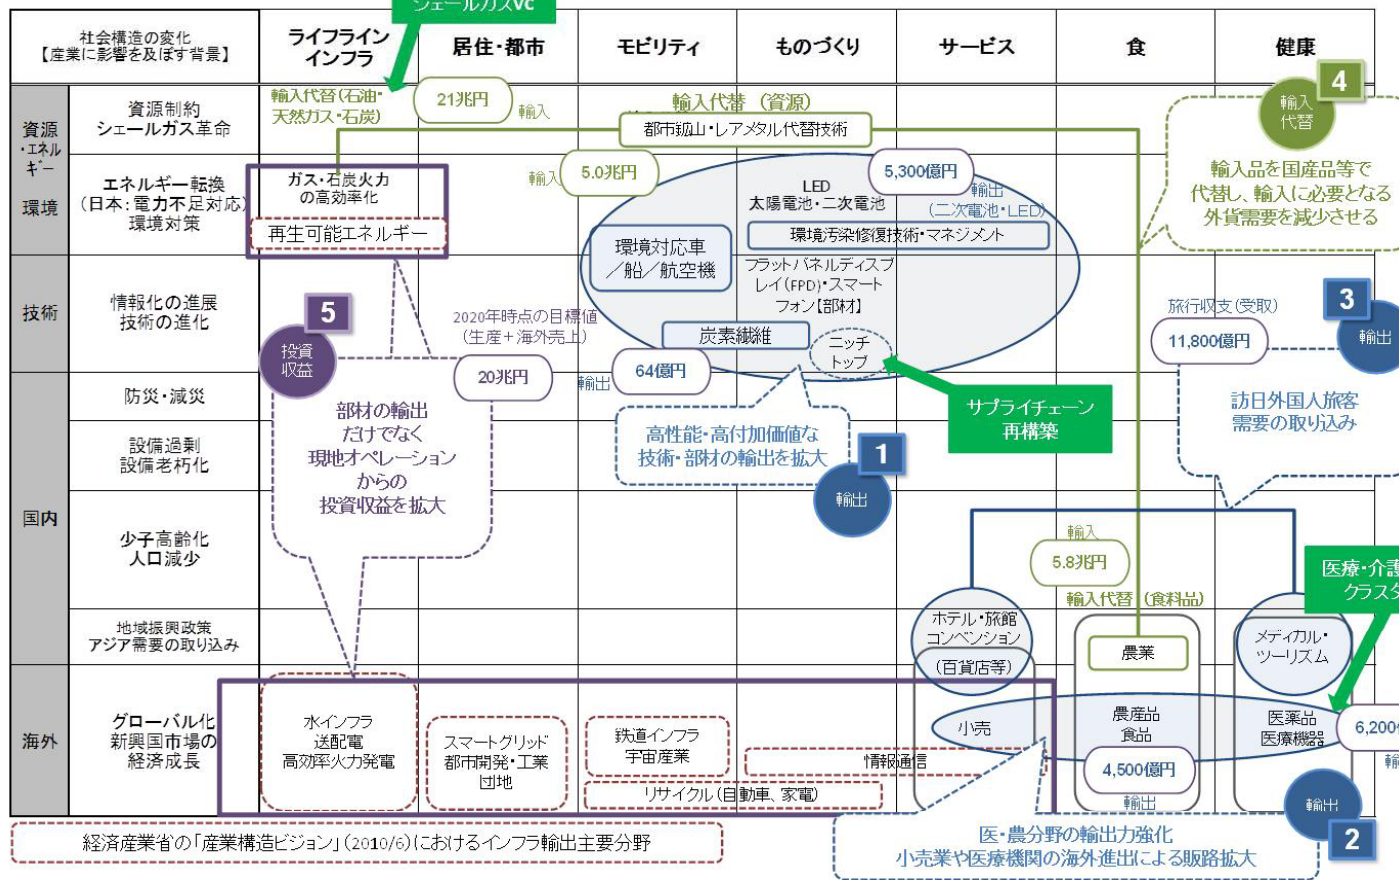 シェールガスVC
社会構造の変化
【産業に影響を及ぼす背景】
ライフライン
インフラ
居住・都市
モビリティ
ものづくり
サービス
食
健康
資源
・エネル
ギー
環境
資源制約
シェールガス革命
輸入代替(石油・
天然ガス・石炭)
21兆円
輸入
輸入代替 (資源)
都市鉱山・レアメタル代替技術
4
輸入
代替
輸入品を国産品等で
代替し、輸入に必要となる
外貨需要を減少させる
エネルギー転換
(日本:電力不足対応)
環境対策
ガス・石炭火力
の高効率化
再生可能エネルギー
輸入
5.0兆円
LED
太陽電池・二次電池
5,300億円
輸出
(二次電池・LED)
環境汚染修復技術・マネジメント
環境対応車
/船/航空機
フラットパネルディスプ
レイ(FPD)・スマート
フォン【部材】
技術
情報化の進展
技術の進化
5
投資
収益
2020年時点の目標値
(生産+海外売上)
20兆円
炭素繊維
ニッチ
トップ
輸出
64億円
旅行収支(受取)
11,800億円
3
輸出
訪日外国人旅客
需要の取り込み
国内
防災・減災
設備過剰
設備老朽化
部材の輸出
だけでなく
現地オペレーション
からの
投資収益を拡大
高性能・高付加価値な
技術・部材の輸出を拡大
1
輸出
サプライチェーン
再構築
少子高齢化
人口減少
輸入
5.8兆円
輸入代替 (食料品)
医療・介護
クラスタ
地域振興政策
アジア需要の取り込み
ホテル・旅館
コンベンション
(百貨店等)
農業
メディカル・
ツーリズム
海外
グローバル化
新興国市場の
経済成長
水インフラ
送配電
高効率火力発電
スマートグリッド
都市開発・工業
団地
鉄道インフラ
宇宙産業
情報通信
リサイクル(自動車、家電)
小売
農産品
食品
4,500億円
輸出
医薬品
医療機器
6,200
輸出
2
医・農分野の輸出力強化
小売業や医療機関の海外進出による販路拡大
経済産業省の「産業構造ビジョン」(2010/6)におけるインフラ輸出主要分野